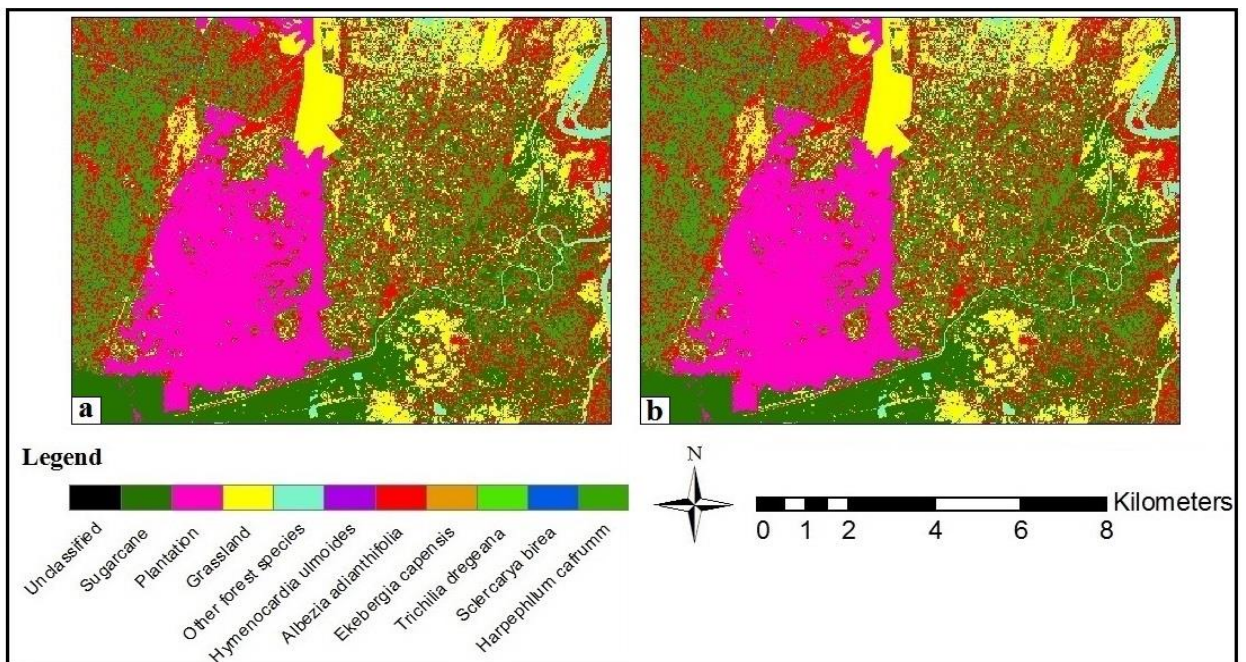 a
b
Legend
N
Kilometers
0 1 2 4 6 8
Unclassified
Sugarcane
Plantation
Grassland
Other forest species
Hymenocardia ulmoides
Albezia adianthifolia
Ekebergia capensis
Trichilia dregeana
Sclercarya birea
Harpephilum cafrumm